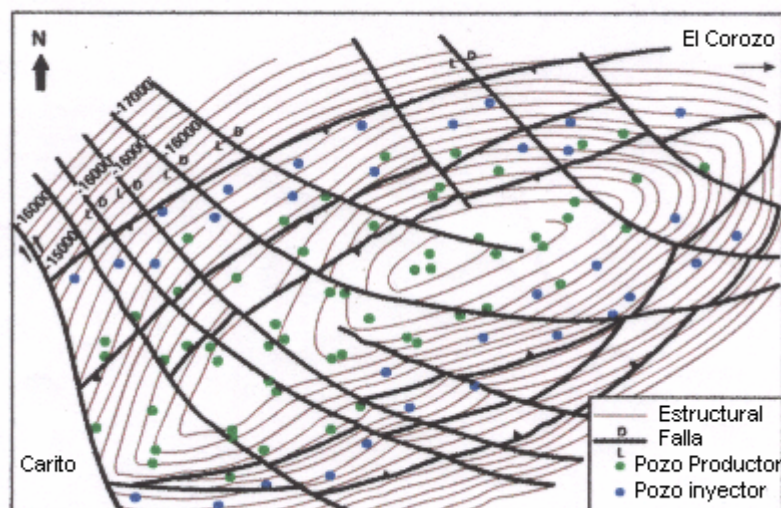 N
El Corozo
-17000'
-16000'
-16000'
-16000'
-16000'
-15000'
L D
L D
L D
L D
L D
L D
Carito
Estructural
D
Falla
L
Pozo Productor
Pozo inyector